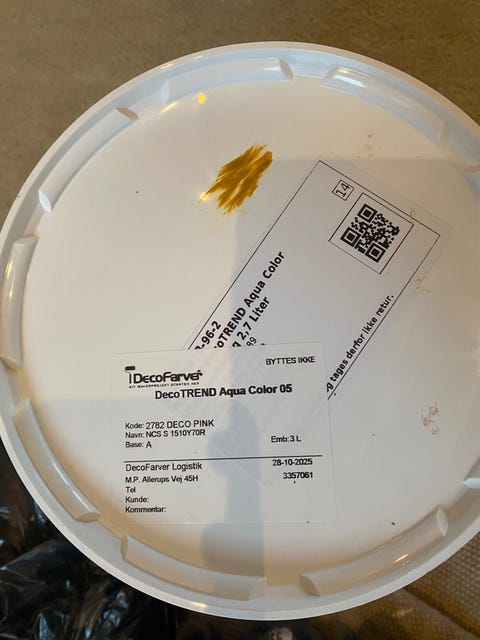 14
-96-2
oTREND Aqua Color
2,7 Liter
g tages derfor ikke retur.
DecoFarver
BYTTES IKKE
DecoTREND Aqua Color 05
Kode: 2782 DECO PINK
Navn: NCS S 1510Y70R
Base: A
Emb: 3 L
DecoFarver Logistik
28-10-2025
M.P. Allerups Vej 45H
3357061
Tel
Kunde:
Kommentar: